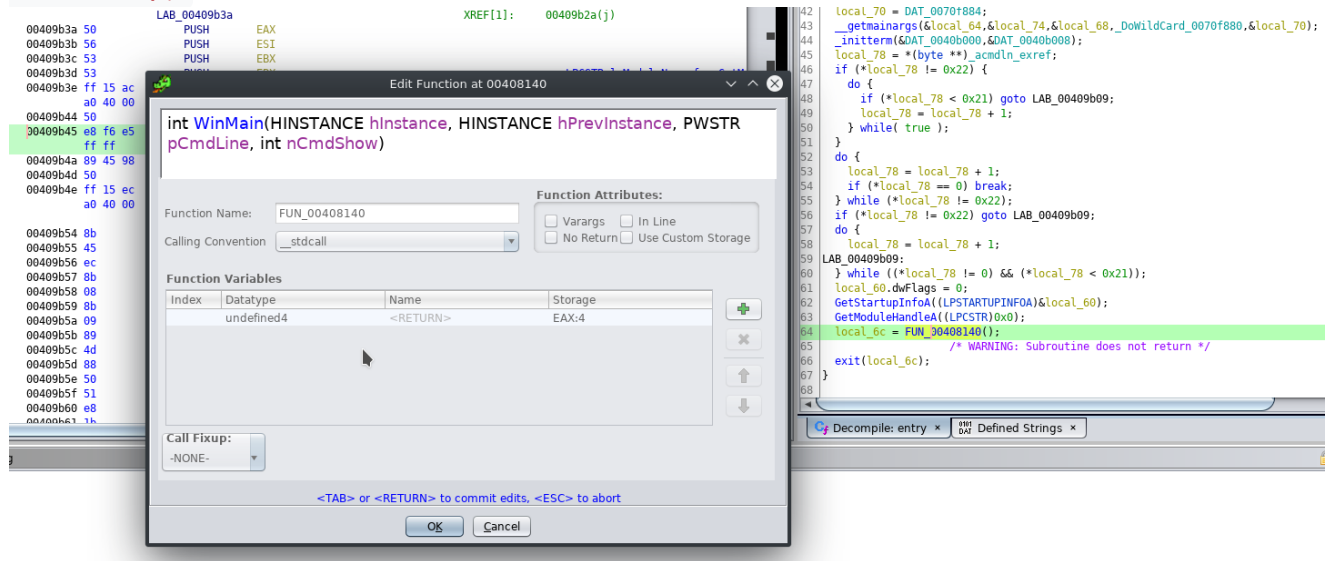 LAB_00409b3a XREF[1]: 00409b2a(j)
00409b3a 50 PUSH EAX
00409b3b 56 PUSH ESI
00409b3c 53 PUSH EBX
00409b3d 53 PUSH
00409b3e ff 15 ac
a0 40 00
00409b44 50
00409b45 e8 f6 e5
ff ff
00409b4a 89 45 98
00409b4d 50
00409b4e ff 15 ec
a0 40 00
00409b54 8b
00409b55 45
00409b56 ec
00409b57 8b
00409b58 08
00409b59 8b
00409b5a 09
00409b5b 89
00409b5c 4d
00409b5d 88
00409b5e 50
00409b5f 51
00409b60 e8
00409b61 1b
Edit Function at 00408140
int WinMain(HINSTANCE hInstance, HINSTANCE hPrevInstance, PWSTR
pCmdLine, int nCmdShow)
Function Name: FUN_00408140
Calling Convention __stdcall
Function Attributes:
Varargs In Line
No Return Use Custom Storage
Function Variables
Index Datatype Name Storage
undefined4 <RETURN> EAX:4
Call Fixup:
-NONE-
<TAB> or <RETURN> to commit edits, <ESC> to abort
OK Cancel
42 local_70 = DAT_0070f884;
43 __getmainargs(&local_64,&local_74,&local_68,_DoWildCard_0070f880,&local_70);
44 _initterm(&DAT_0040b000,&DAT_0040b008);
45 local_78 = *(byte **)_acmdln_exref;
46 if (*local_78 != 0x22) {
47 do {
48 if (*local_78 < 0x21) goto LAB_00409b09;
49 local_78 = local_78 + 1;
50 } while( true );
51 }
52 do {
53 local_78 = local_78 + 1;
54 if (*local_78 == 0) break;
55 } while (*local_78 != 0x22);
56 if (*local_78 != 0x22) goto LAB_00409b09;
57 do {
58 local_78 = local_78 + 1;
59 LAB_00409b09:
60 } while ((*local_78 != 0) && (*local_78 < 0x21));
61 local_60.dwFlags = 0;
62 GetStartupInfoA((LPSTARTUPINFOA)&local_60);
63 GetModuleHandleA((LPCSTR)0x0);
64 local_6c = FUN_00408140();
65 /* WARNING: Subroutine does not return */
66 exit(local_6c);
67 }
68
Decompile: entry × Defined Strings ×